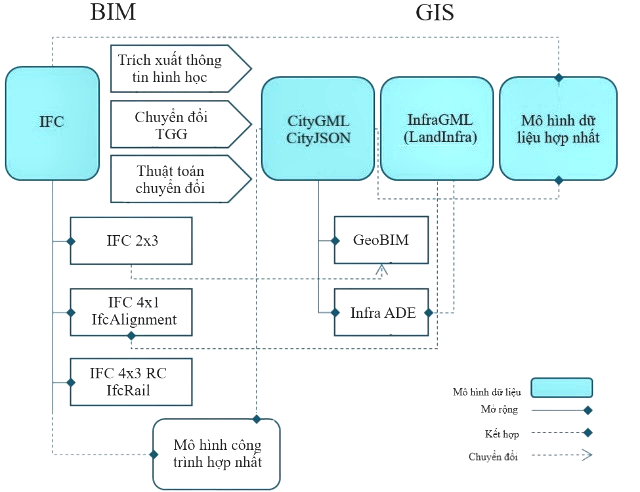 BIM
GIS
Trích xuất thông
tin hình học
IFC
Chuyển đổi
TGG
CityGML
CityJSON
InfraGML
(LandInfra)
Mô hình dữ
liệu hợp nhất
Thuật toán
chuyển đổi
IFC 2x3
GeoBIM
IFC 4x1
IfcAlignment
Infra ADE
IFC 4x3 RC
IfcRail
Mô hình công
trình hợp nhất
Mô hình dữ liệu
Mở rộng
Kết hợp
Chuyển đổi